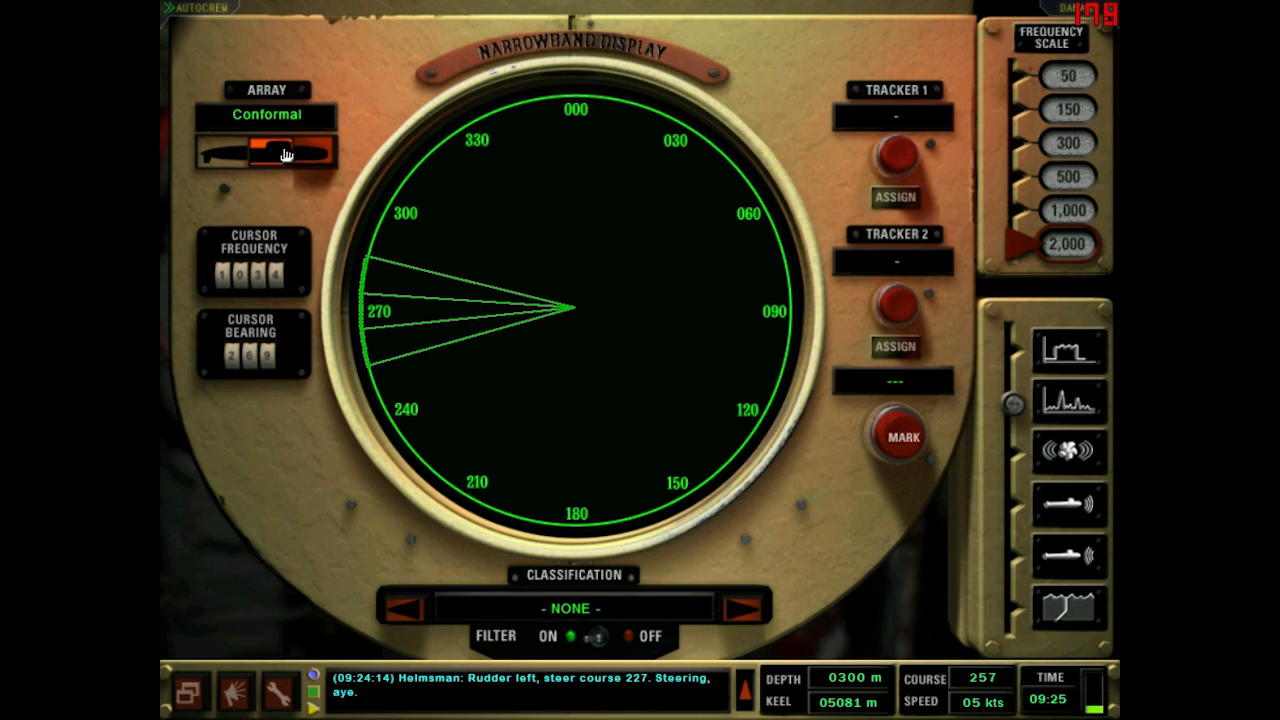 AUTOCREW
179
NARROWBAND DISPLAY
FREQUENCY
SCALE
50
150
300
500
1,000
2,000
ARRAY
Conformal
CURSOR
FREQUENCY
1034
CURSOR
BEARING
269
000
030
060
090
120
150
180
210
240
270
300
330
TRACKER 1
-
ASSIGN
TRACKER 2
-
ASSIGN
---
MARK
CLASSIFICATION
- NONE -
FILTER ON OFF
(09:24:14) Helmsman: Rudder left, steer course 227. Steering,
aye.
DEPTH 0300 m
KEEL 05081 m
COURSE 257
SPEED 05 kts
TIME
09:25